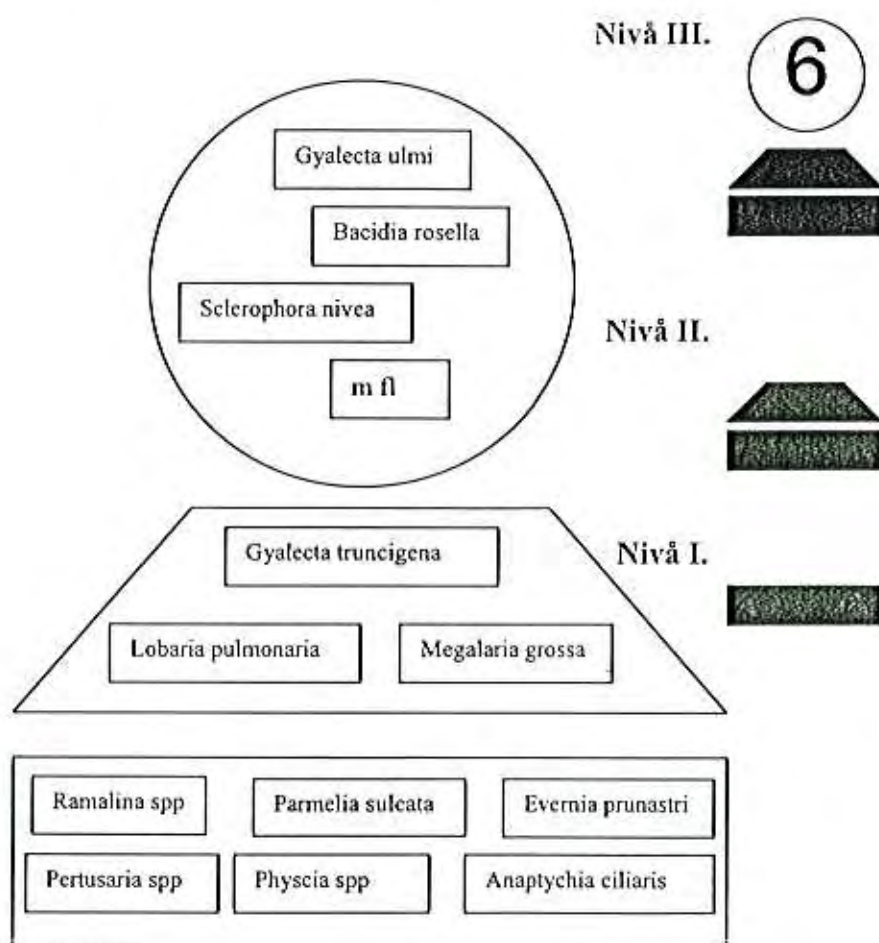 Nivå III.
6
Gyalecta ulmi
Bacidia rosella
Sclerophora nivea
m fl
Nivå II.
Gyalecta truncigena
Nivå I.
Lobaria pulmonaria
Megalaria grossa
Ramalina spp
Parmelia sulcata
Evernia prunastri
Pertusaria spp
Physcia spp
Anaptychia ciliaris